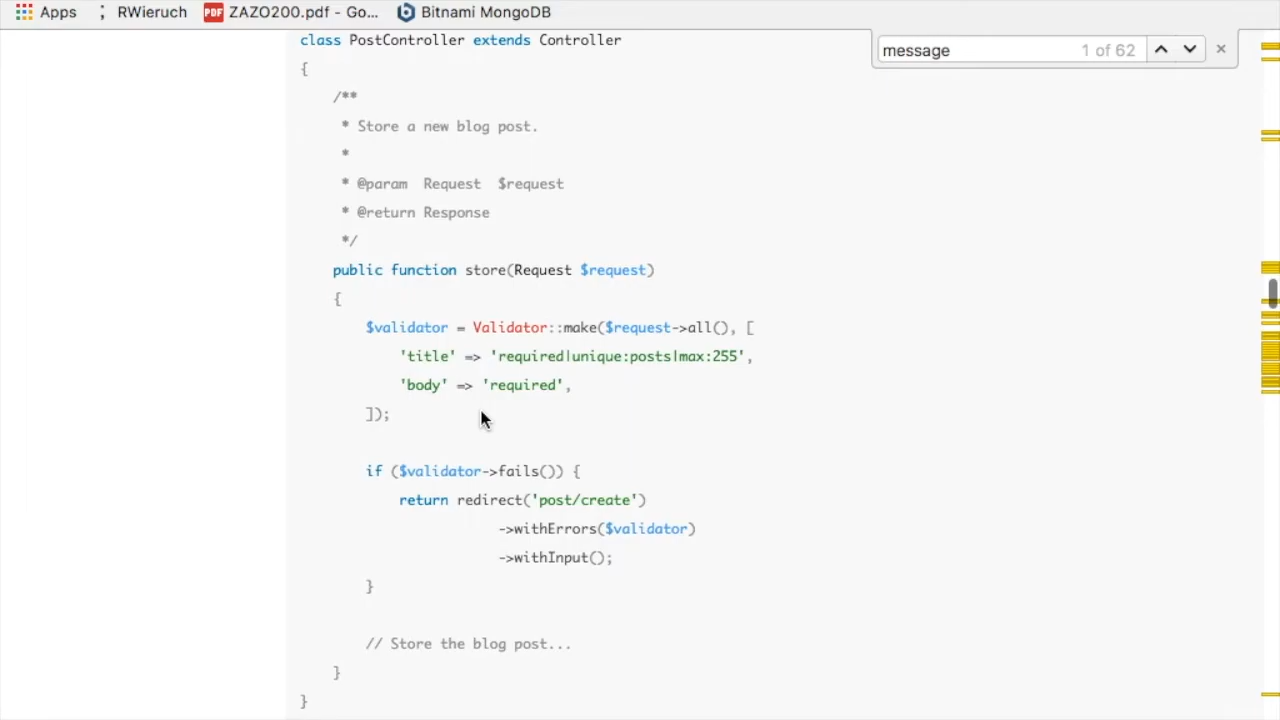 Apps
RWieruch
PDF ZAZO200.pdf - Go...
Bitnami MongoDB
message 1 of 62
class PostController extends Controller
{
/**
* Store a new blog post.
*
* @param Request $request
* @return Response
*/
public function store(Request $request)
{
$validator = Validator::make($request->all(), [
'title' => 'required|unique:posts|max:255',
'body' => 'required',
]);
if ($validator->fails()) {
return redirect('post/create')
->withErrors($validator)
->withInput();
}
// Store the blog post...
}
}